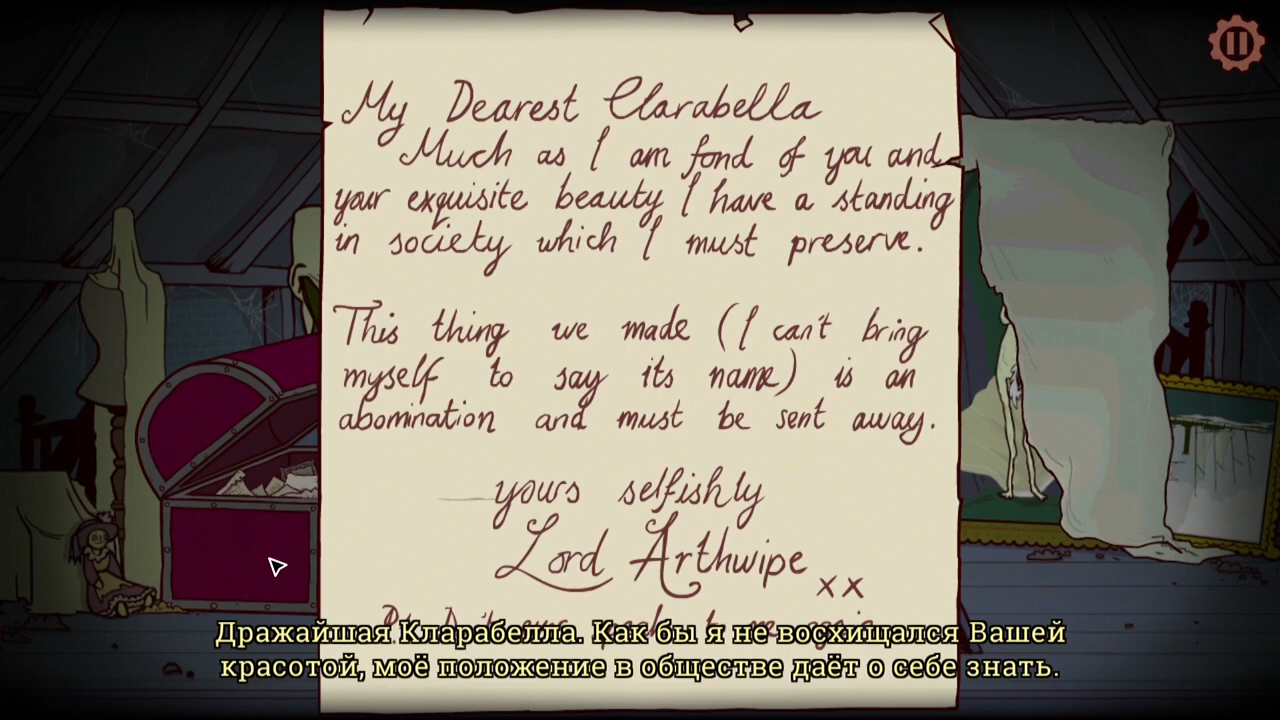 My Dearest Clarabella
Much as I am fond of you and
your exquisite beauty I have a standing
in society which I must preserve.
This thing we made (I can't bring
myself to say its name) is an
abomination and must be sent away.
yours selfishly
Lord Arthwipe
xx
Дражайшая Кларабелла. Как бы я не восхищался Вашей
красотой, моё положение в обществе даёт о себе знать.